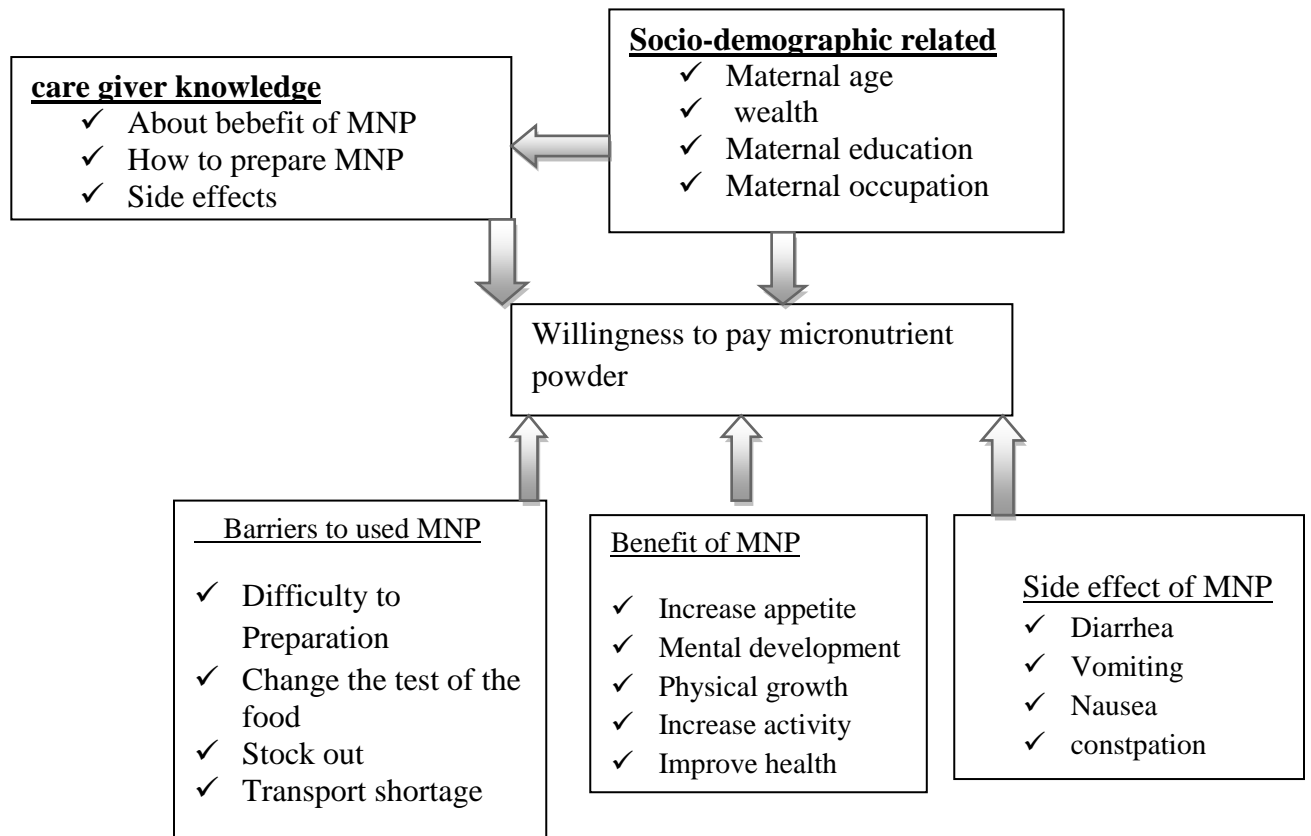 Socio-demographic related
✓ Maternal age
✓ wealth
✓ Maternal education
✓ Maternal occupation
care giver knowledge
✓ About bebefit of MNP
✓ How to prepare MNP
✓ Side effects
Willingness to pay micronutrient
powder
Barriers to used MNP
✓ Difficulty to
Preparation
✓ Change the test of the
food
✓ Stock out
✓ Transport shortage
Benefit of MNP
✓ Increase appetite
✓ Mental development
✓ Physical growth
✓ Increase activity
✓ Improve health
Side effect of MNP
✓ Diarrhea
✓ Vomiting
✓ Nausea
✓ constpation